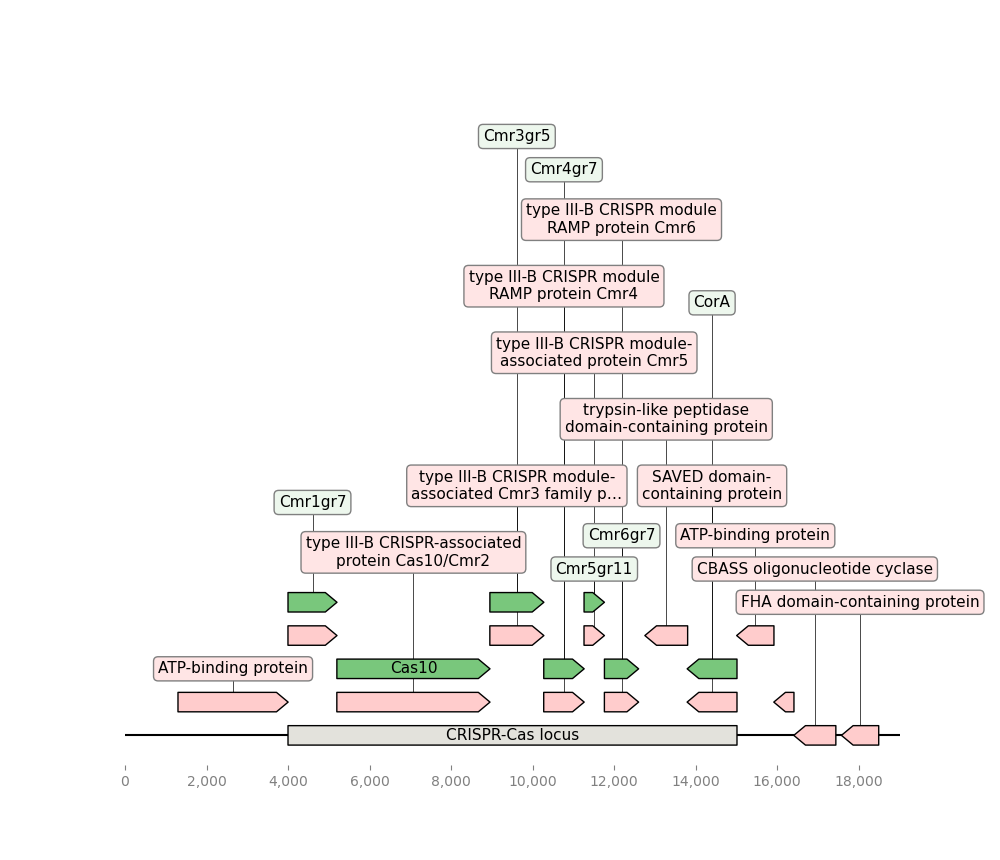 Cmr3gr5
Cmr4gr7
type III-B CRISPR module
RAMP protein Cmr6
type III-B CRISPR module
RAMP protein Cmr4
CorA
type III-B CRISPR module-
associated protein Cmr5
trypsin-like peptidase
domain-containing protein
type III-B CRISPR module-
associated Cmr3 family p...
SAVED domain-
containing protein
Cmr1gr7
Cmr6gr7
ATP-binding protein
type III-B CRISPR-associated
protein Cas10/Cmr2
Cmr5gr11
CBASS oligonucleotide cyclase
FHA domain-containing protein
ATP-binding protein
Cas10
CRISPR-Cas locus
0 2,000 4,000 6,000 8,000 10,000 12,000 14,000 16,000 18,000